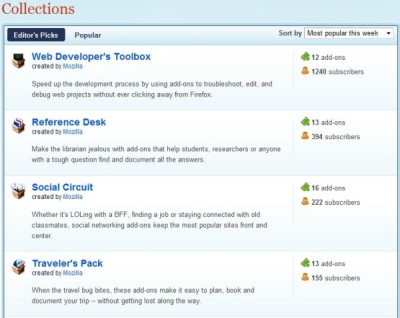 Collections
Editor's Picks Popular Sort by Most popular this week
Web Developer's Toolbox
created by Mozilla
12 add-ons
1240 subscribers
Speed up the development process by using add-ons to troubleshoot, edit, and
debug web projects without ever clicking away from Firefox.
Reference Desk
created by Mozilla
13 add-ons
394 subscribers
Make the librarian jealous with add-ons that help students, researchers or anyone
with a tough question find and document all the answers.
Social Circuit
created by Mozilla
16 add-ons
222 subscribers
Whether it's LOLing with a BFF, finding a job or staying connected with old
classmates, social networking add-ons keep the most popular sites front and
center.
Traveler's Pack
created by Mozilla
13 add-ons
155 subscribers
When the travel bug bites, these add-ons make it easy to plan, book and
document your trip -- without getting lost along the way.